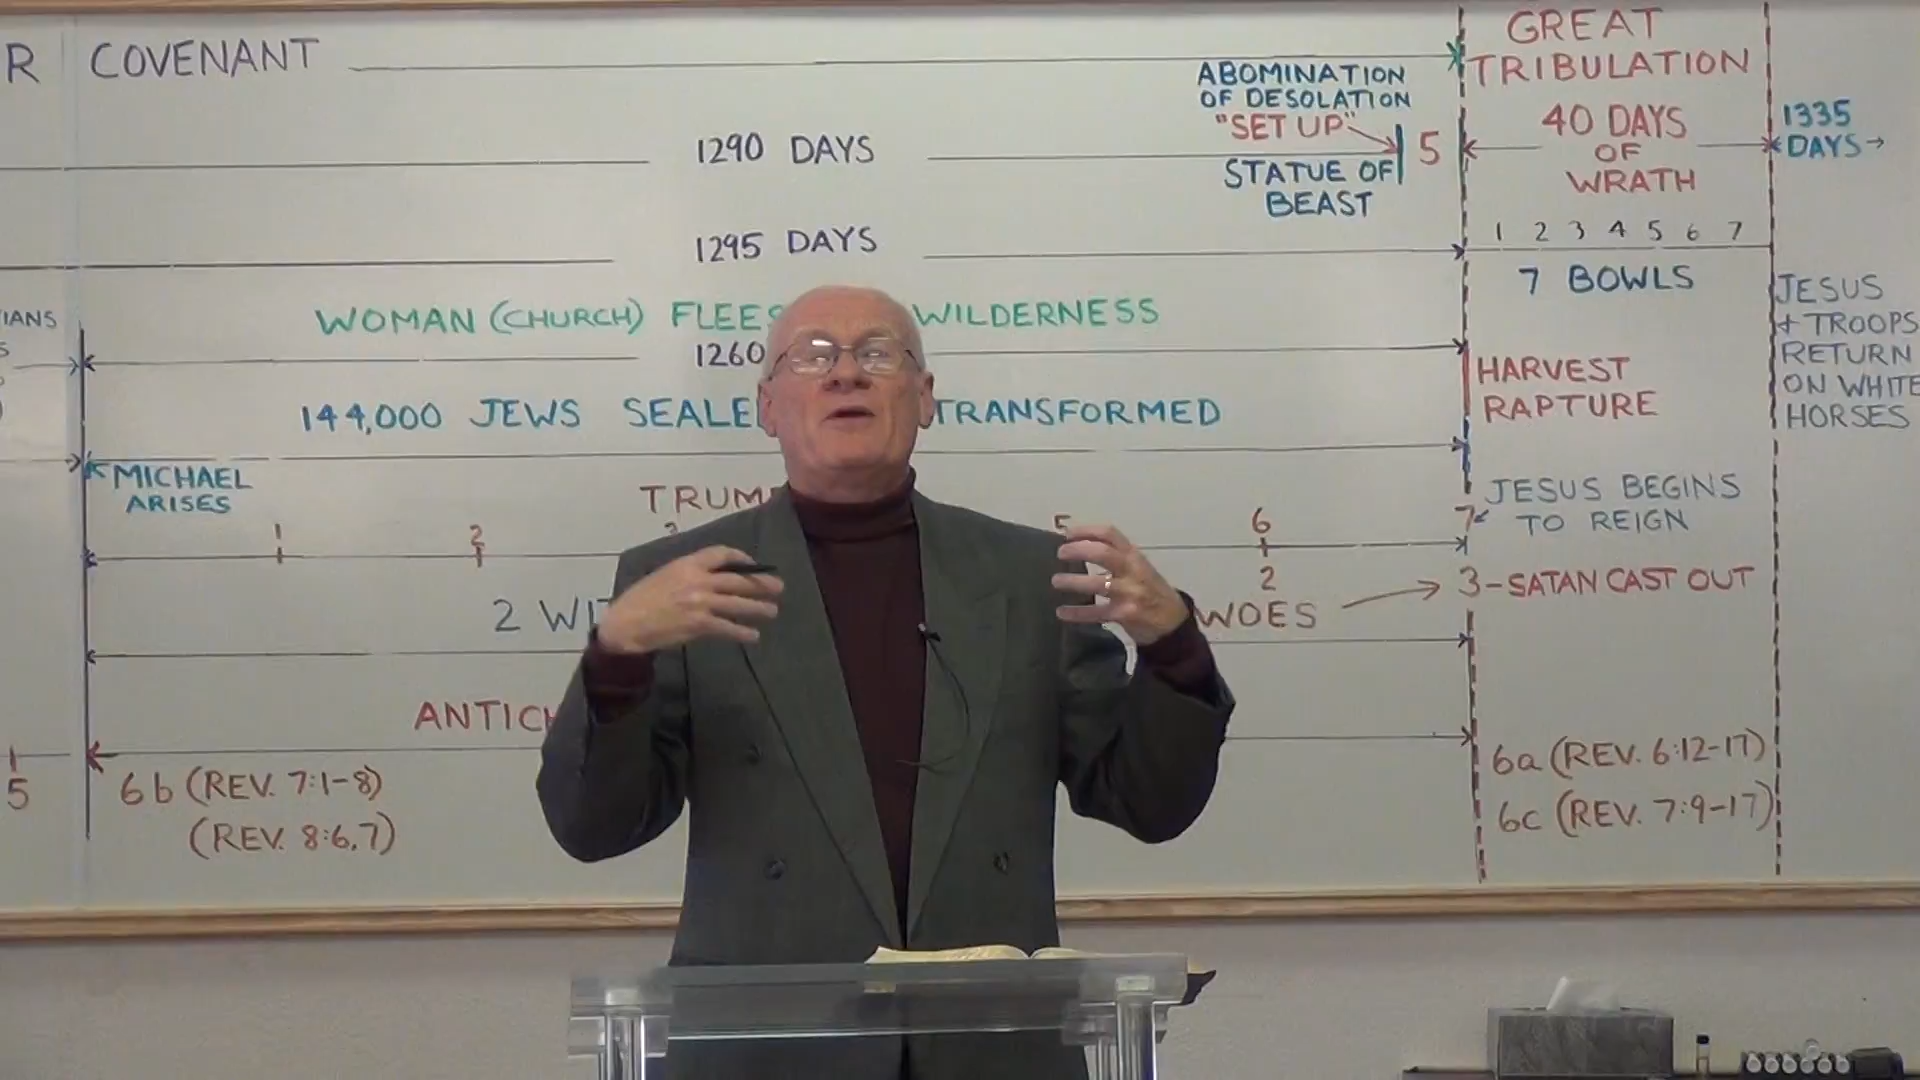 R COVENANT
GREAT
TRIBULATION
ABOMINATION
OF DESOLATION
"SET UP"
STATUE OF
BEAST
5
40 DAYS
OF
WRATH
1335
DAYS →
1290 DAYS
1 2 3 4 5 6 7
7 BOWLS
1295 DAYS
IANS
S
WOMAN (CHURCH) FLEES WILDERNESS
1260
JESUS
+ TROOPS
RETURN
ON WHITE
HORSES
HARVEST
RAPTURE
144,000 JEWS SEALE TRANSFORMED
MICHAEL
ARISES
TRUM
1 2 3 5 6 7
JESUS BEGINS
TO REIGN
2 WIT 2
WOES → 3-SATAN CAST OUT
ANTICH
5 6b (REV. 7:1-8)
(REV. 8:6,7)
6a (REV. 6:12-17)
6c (REV. 7:9-17)